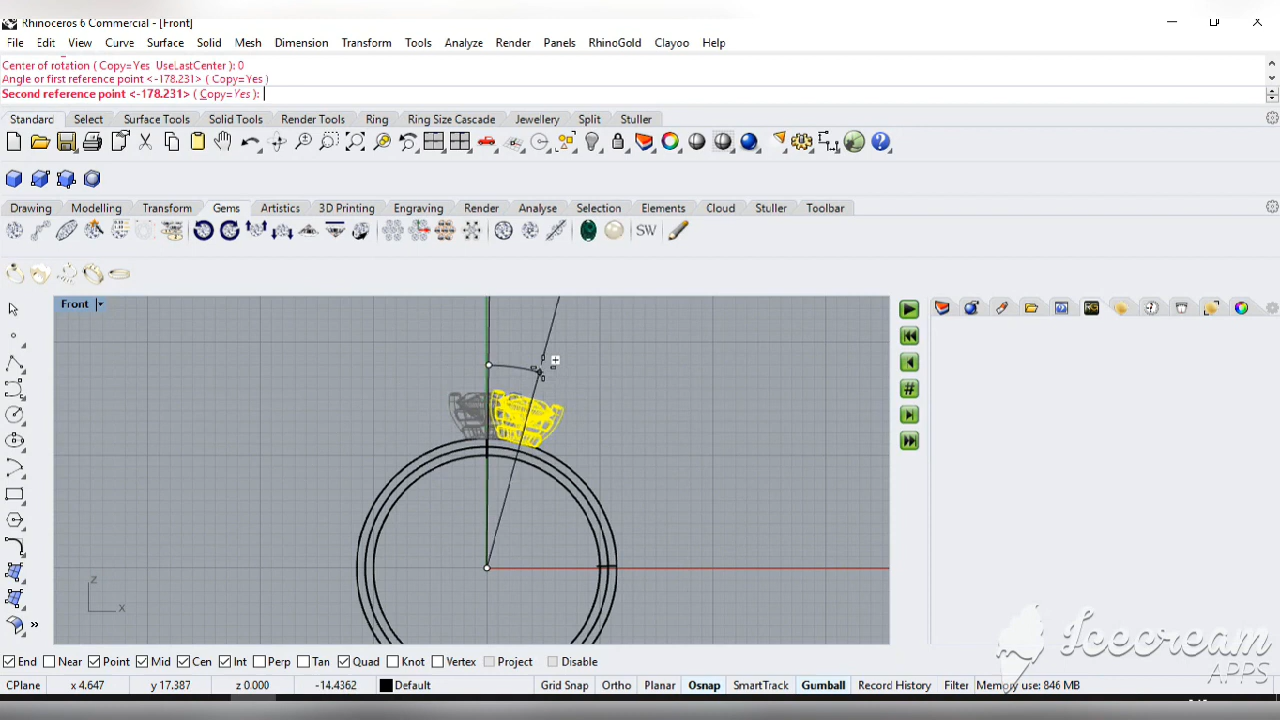 Rhinoceros 6 Commercial - [Front]
File Edit View Curve Surface Solid Mesh Dimension Transform Tools Analyze Render Panels RhinoGold Clayoo Help
Center of rotation ( Copy=Yes UseLastCenter ): 0
Angle or first reference point <-178.231> ( Copy=Yes )
Second reference point <-178.231> ( Copy=Yes ):
Standard Select Surface Tools Solid Tools Render Tools Ring Ring Size Cascade Jewellery Split Stuller
Drawing Modelling Transform Gems Artistics 3D Printing Engraving Render Analyse Selection Elements Cloud Stuller Toolbar
SW
Front
z
x
Icecream
APPS
End Near Point Mid Cen Int Perp Tan Quad Knot Vertex Project Disable
CPlane x 4.647 y 17.387 z 0.000 -14.4362 Default Grid Snap Ortho Planar Osnap SmartTrack Gumball Record History Filter Memory use: 846 MB